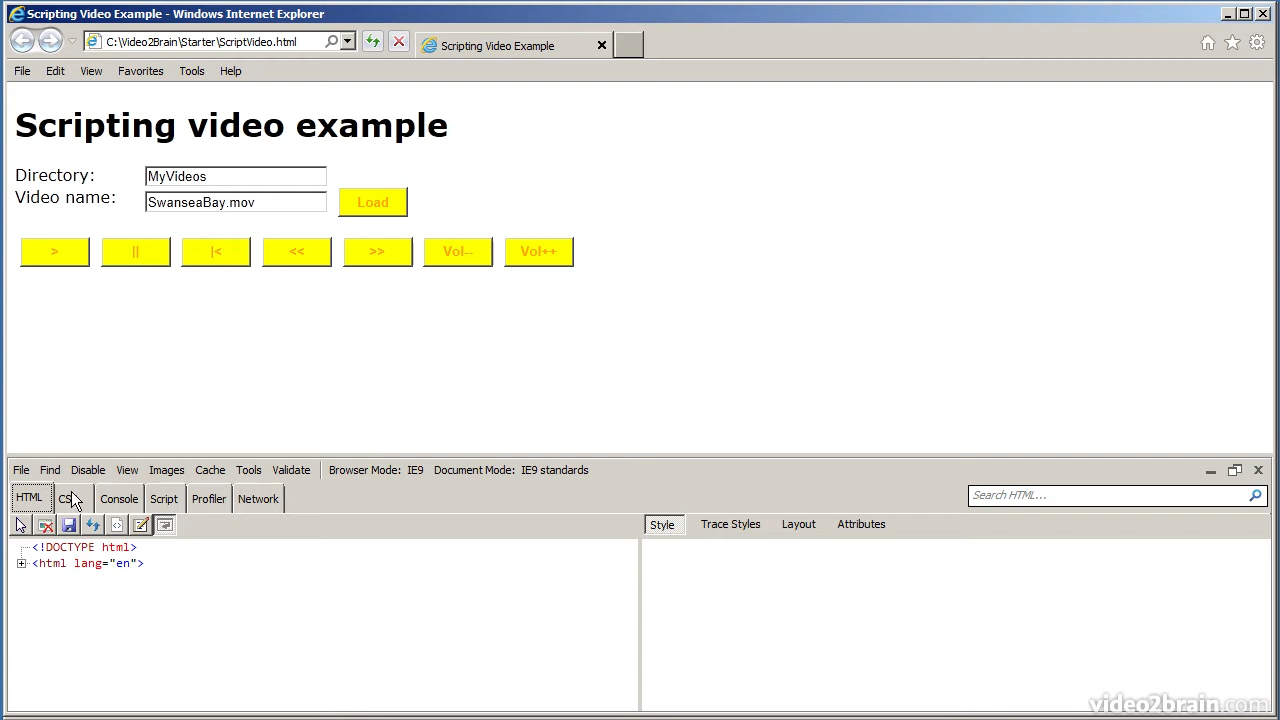 Scripting Video Example - Windows Internet Explorer
C:\Video2Brain\Starter\ScriptVideo.html
Scripting Video Example
File Edit View Favorites Tools Help
Scripting video example
Directory: MyVideos
Video name: SwanseaBay.mov Load
> || |< << >> Vol-- Vol++
File Find Disable View Images Cache Tools Validate Browser Mode: IE9 Document Mode: IE9 standards
HTML Console Script Profiler Network Search HTML...
Style Trace Styles Layout Attributes
<!DOCTYPE html>
<html lang="en">
video2brain.com